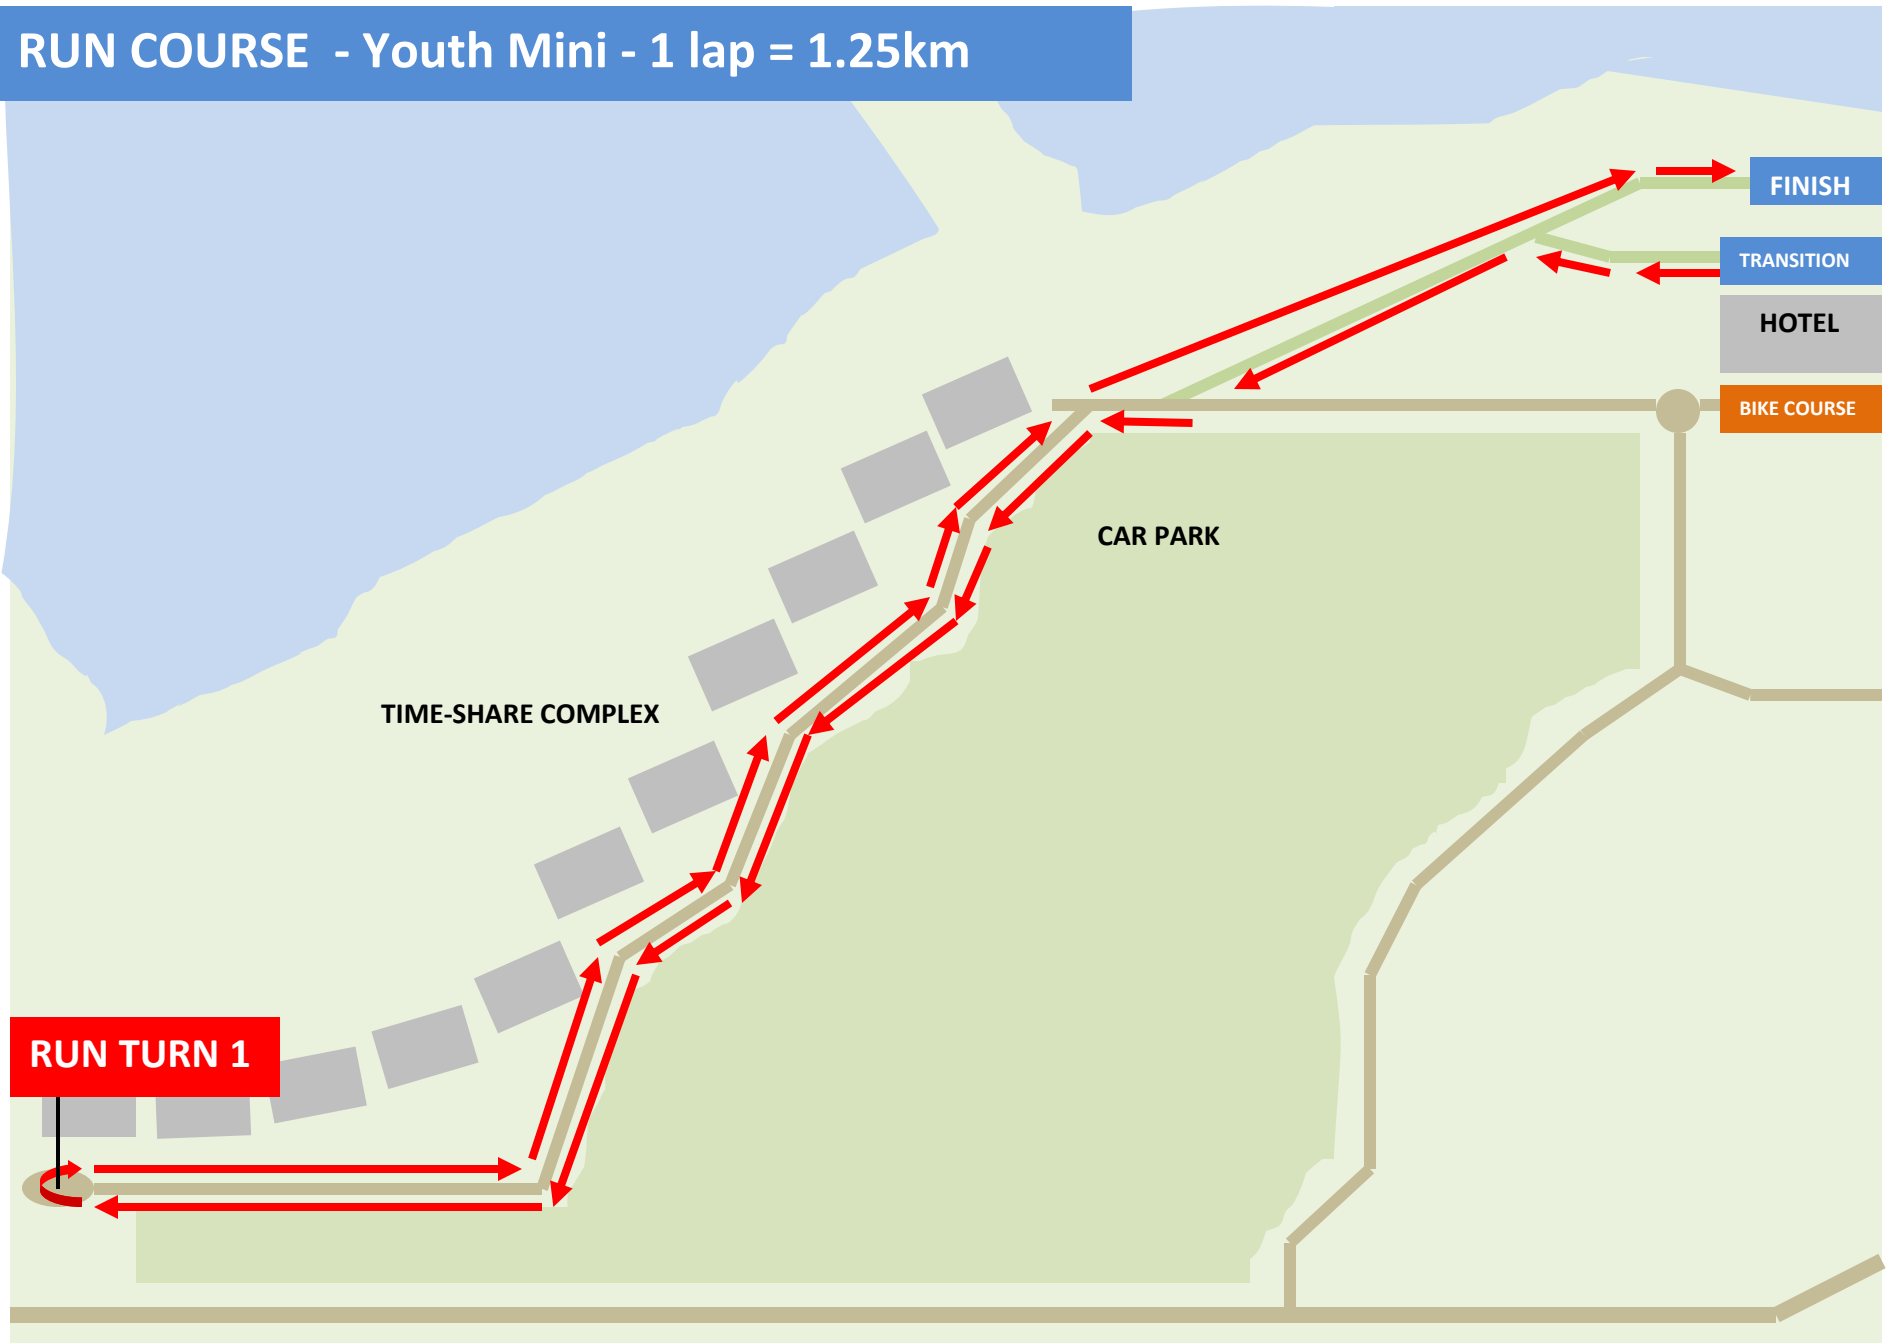 RUN COURSE - Youth Mini - 1 lap = 1.25km
FINISH
TRANSITION
HOTEL
BIKE COURSE
CAR PARK
TIME-SHARE COMPLEX
RUN TURN 1